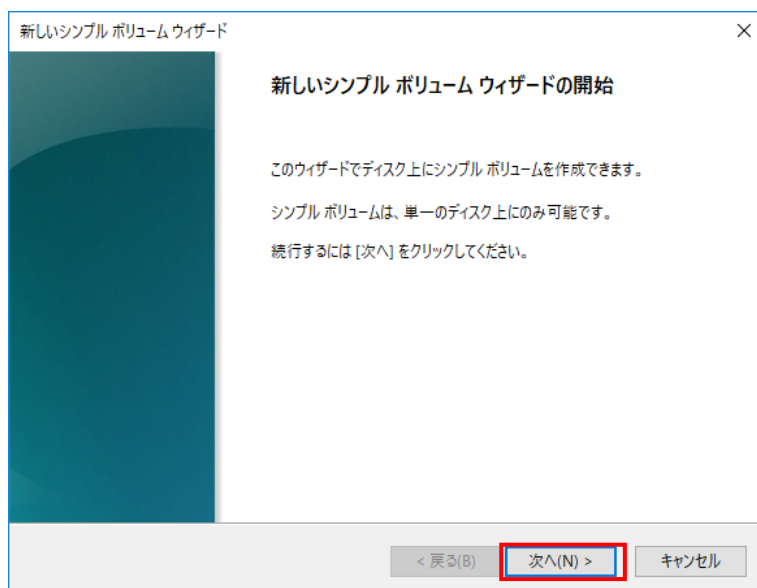 新しいシンプル ボリューム ウィザード
新しいシンプル ボリューム ウィザードの開始
このウィザードでディスク上にシンプル ボリュームを作成できます。
シンプル ボリュームは、単一のディスク上にのみ可能です。
続行するには [次へ] をクリックしてください。
< 戻る(B) 次へ(N) > キャンセル